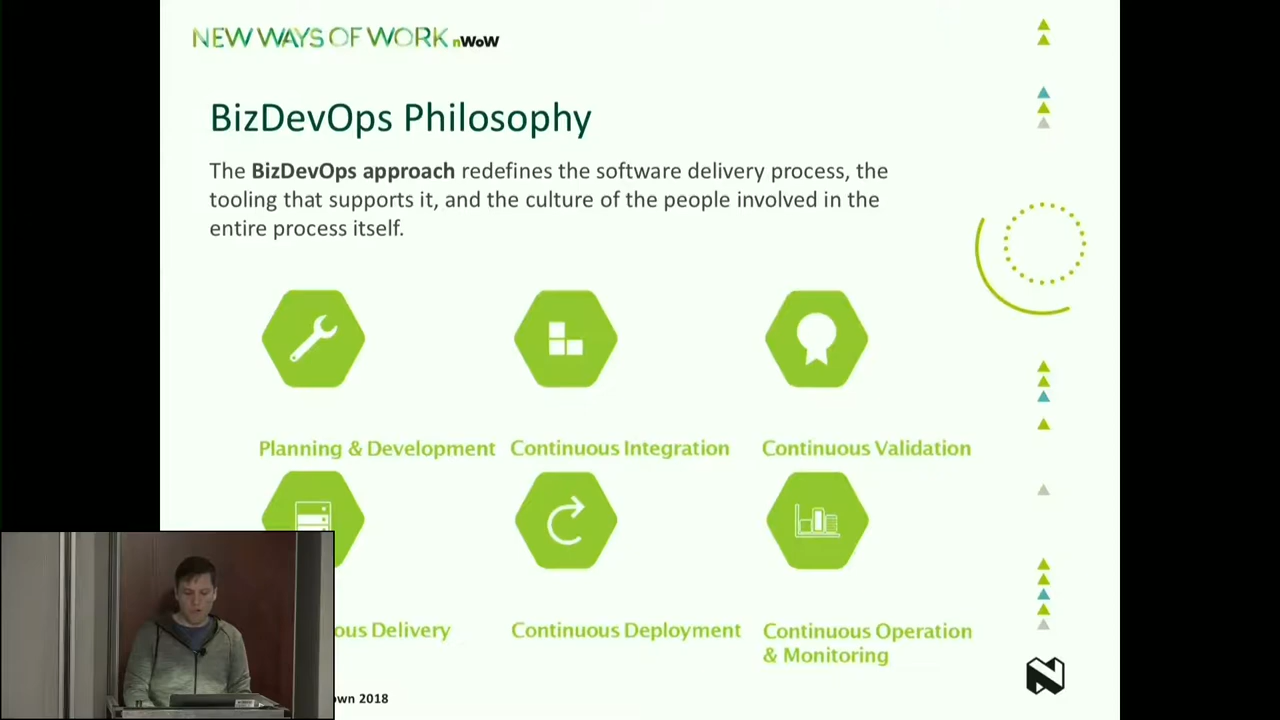 NEW WAYS OF WORK nWoW
BizDevOps Philosophy
The BizDevOps approach redefines the software delivery process, the
tooling that supports it, and the culture of the people involved in the
entire process itself.
Planning & Development
Continuous Integration
Continuous Validation
Delivery
Continuous Deployment
Continuous Operation
& Monitoring
2018